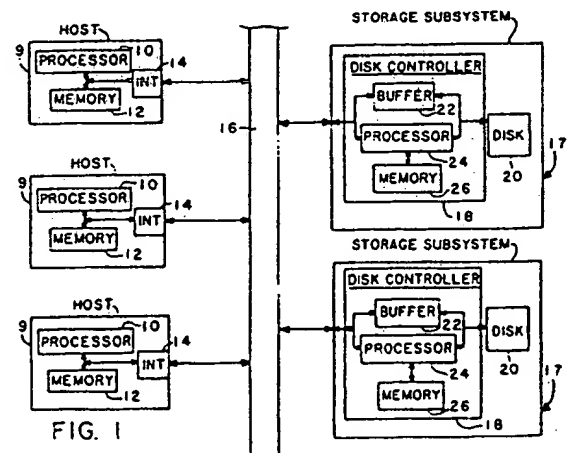 HOST
9
PROCESSOR
10
14
INT
MEMORY
12
HOST
9
PROCESSOR
10
14
INT
MEMORY
12
HOST
9
PROCESSOR
10
14
INT
MEMORY
12
FIG. 1
16
STORAGE SUBSYSTEM
DISK CONTROLLER
BUFFER
22
PROCESSOR
24
MEMORY
26
18
DISK
20
17
STORAGE SUBSYSTEM
DISK CONTROLLER
BUFFER
22
PROCESSOR
24
MEMORY
26
18
DISK
20
17